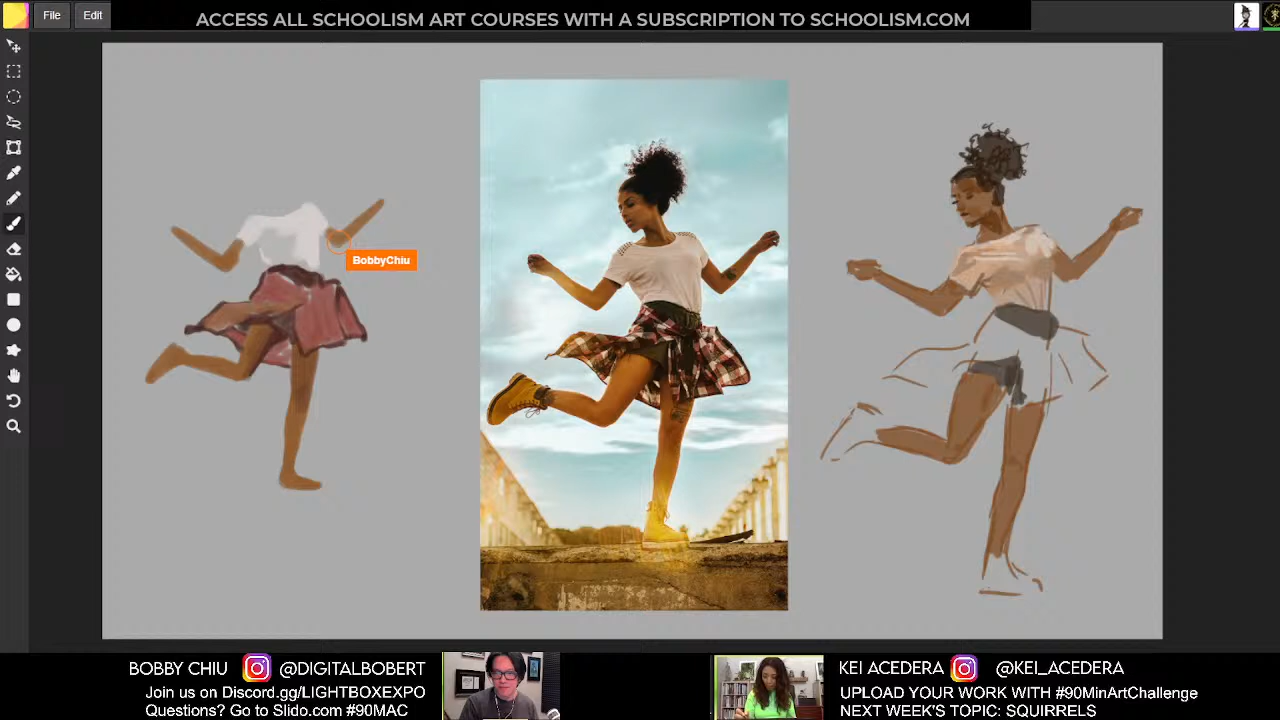 ACCESS ALL SCHOOLISM ART COURSES WITH A SUBSCRIPTION TO SCHOOLISM.COM
File Edit
BobbyChiu
BOBBY CHIU @DIGITALBOBERT
Join us on Discord.gg/LIGHTBOXEXPO
Questions? Go to Slido.com #90MAC
KEI ACEDERA @KEI_ACEDERA
UPLOAD YOUR WORK WITH #90MinArtChallenge
NEXT WEEK'S TOPIC: SQUIRRELS